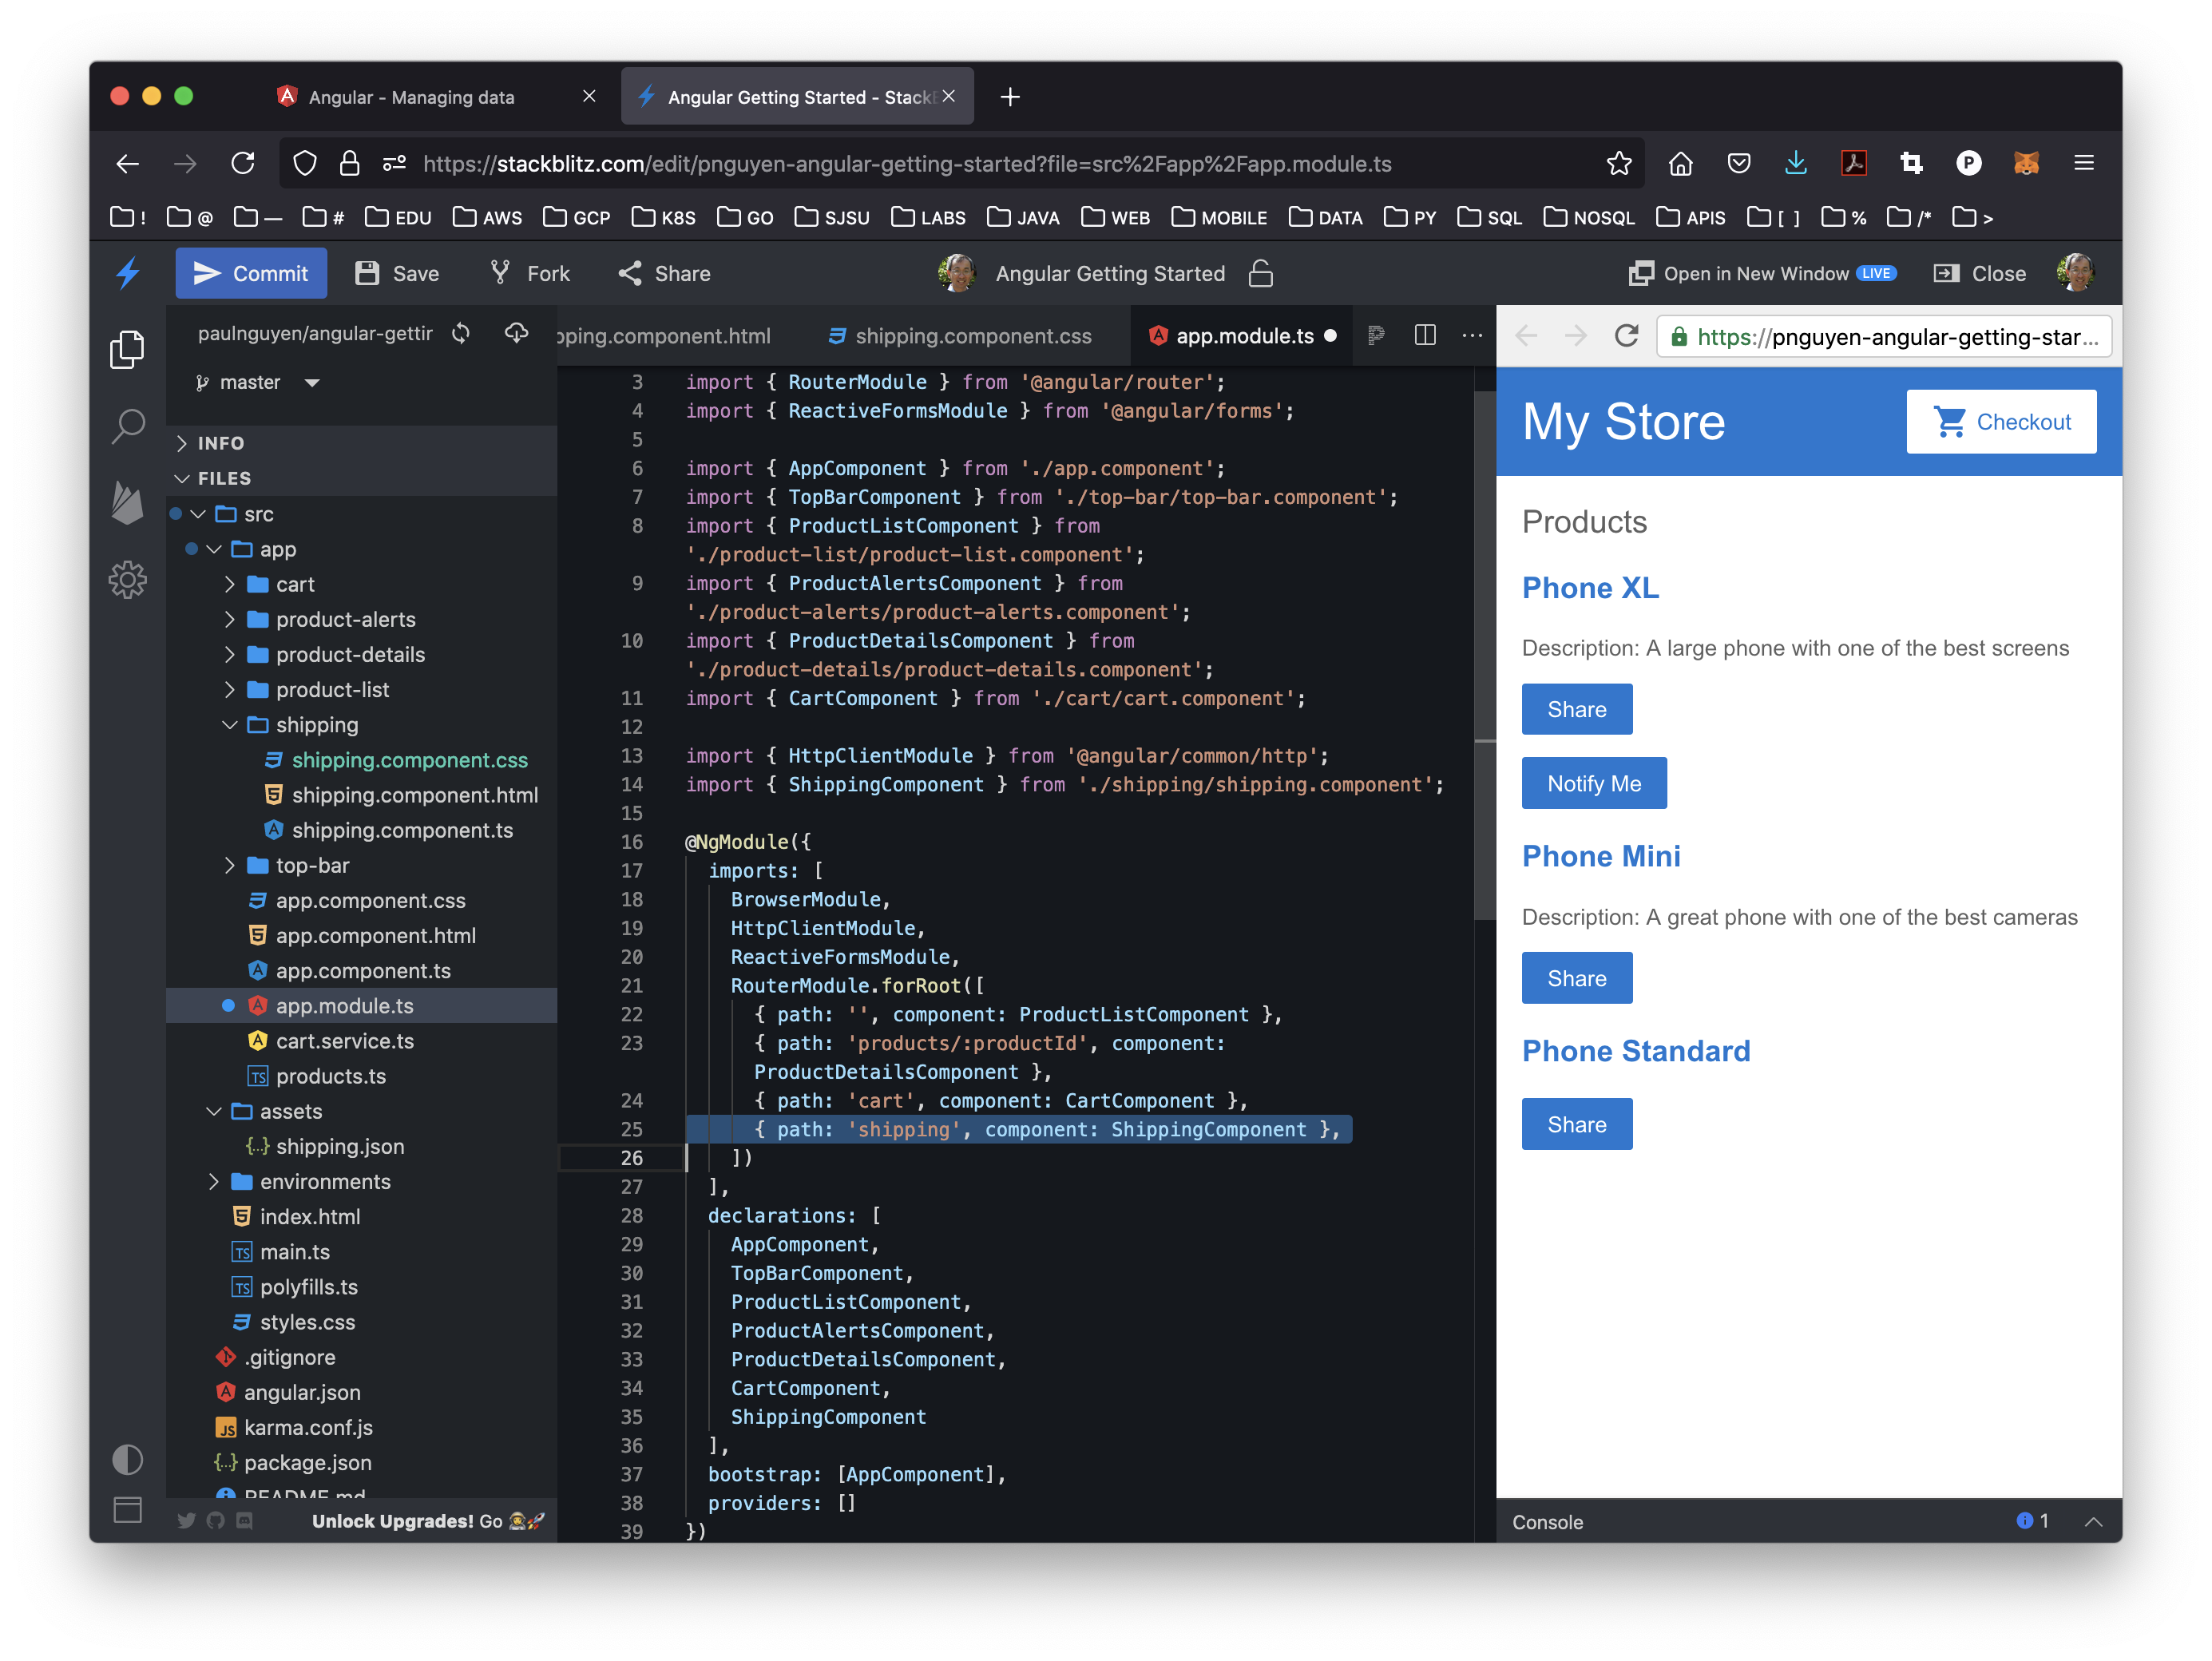 Angular - Managing data
Angular Getting Started - StackB
https://stackblitz.com/edit/pnguyen-angular-getting-started?file=src%2Fapp%2Fapp.module.ts
! @ — # EDU AWS GCP K8S GO SJSU LABS JAVA WEB MOBILE DATA PY SQL NOSQL APIS [ ] % /* >
Commit Save Fork Share Angular Getting Started Open in New Window LIVE Close
paulnguyen/angular-gettir
master
INFO
FILES
src
app
cart
product-alerts
product-details
product-list
shipping
shipping.component.css
shipping.component.html
shipping.component.ts
top-bar
app.component.css
app.component.html
app.component.ts
app.module.ts
cart.service.ts
products.ts
assets
shipping.json
environments
index.html
main.ts
polyfills.ts
styles.css
.gitignore
angular.json
karma.conf.js
package.json
README.md
Unlock Upgrades! Go
pping.component.html shipping.component.css app.module.ts
3 import { RouterModule } from '@angular/router';
4 import { ReactiveFormsModule } from '@angular/forms';
5
6 import { AppComponent } from './app.component';
7 import { TopBarComponent } from './top-bar/top-bar.component';
8 import { ProductListComponent } from
'./product-list/product-list.component';
9 import { ProductAlertsComponent } from
'./product-alerts/product-alerts.component';
10 import { ProductDetailsComponent } from
'./product-details/product-details.component';
11 import { CartComponent } from './cart/cart.component';
12
13 import { HttpClientModule } from '@angular/common/http';
14 import { ShippingComponent } from './shipping/shipping.component';
15
16 @NgModule({
17 imports: [
18 BrowserModule,
19 HttpClientModule,
20 ReactiveFormsModule,
21 RouterModule.forRoot([
22 { path: '', component: ProductListComponent },
23 { path: 'products/:productId', component:
ProductDetailsComponent },
24 { path: 'cart', component: CartComponent },
25 { path: 'shipping', component: ShippingComponent },
26 ])
27 ],
28 declarations: [
29 AppComponent,
30 TopBarComponent,
31 ProductListComponent,
32 ProductAlertsComponent,
33 ProductDetailsComponent,
34 CartComponent,
35 ShippingComponent
36 ],
37 bootstrap: [AppComponent],
38 providers: []
39 })
https://pnguyen-angular-getting-star...
My Store
Checkout
Products
Phone XL
Description: A large phone with one of the best screens
Share
Notify Me
Phone Mini
Description: A great phone with one of the best cameras
Share
Phone Standard
Share
Console 1